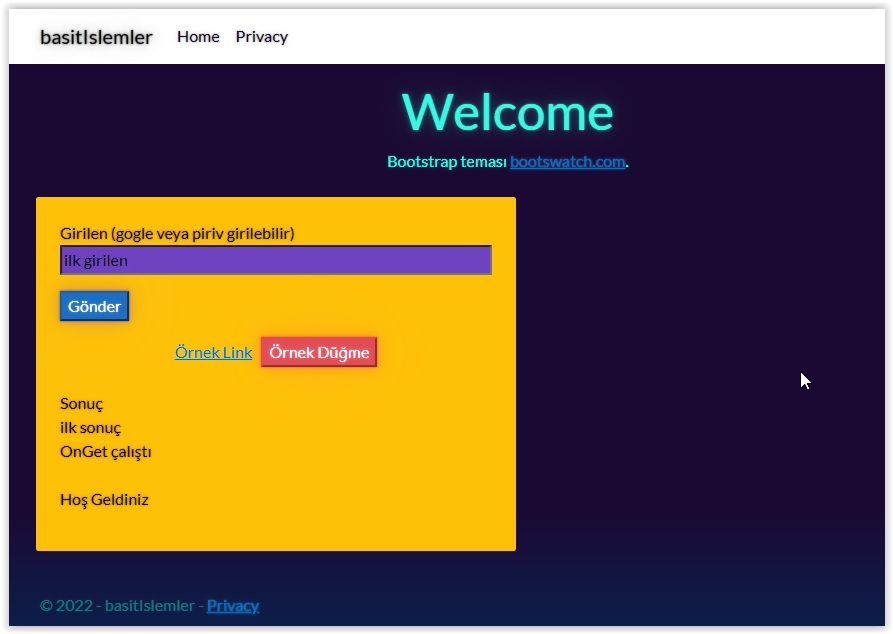 basitIslemler Home Privacy
Welcome
Bootstrap teması bootswatch.com.
Girilen (gogle veya piriv girilebilir)
ilk girilen
Gönder
Örnek Link Örnek Düğme
Sonuç
ilk sonuç
OnGet çalıştı
Hoş Geldiniz
© 2022 - basitIslemler - Privacy